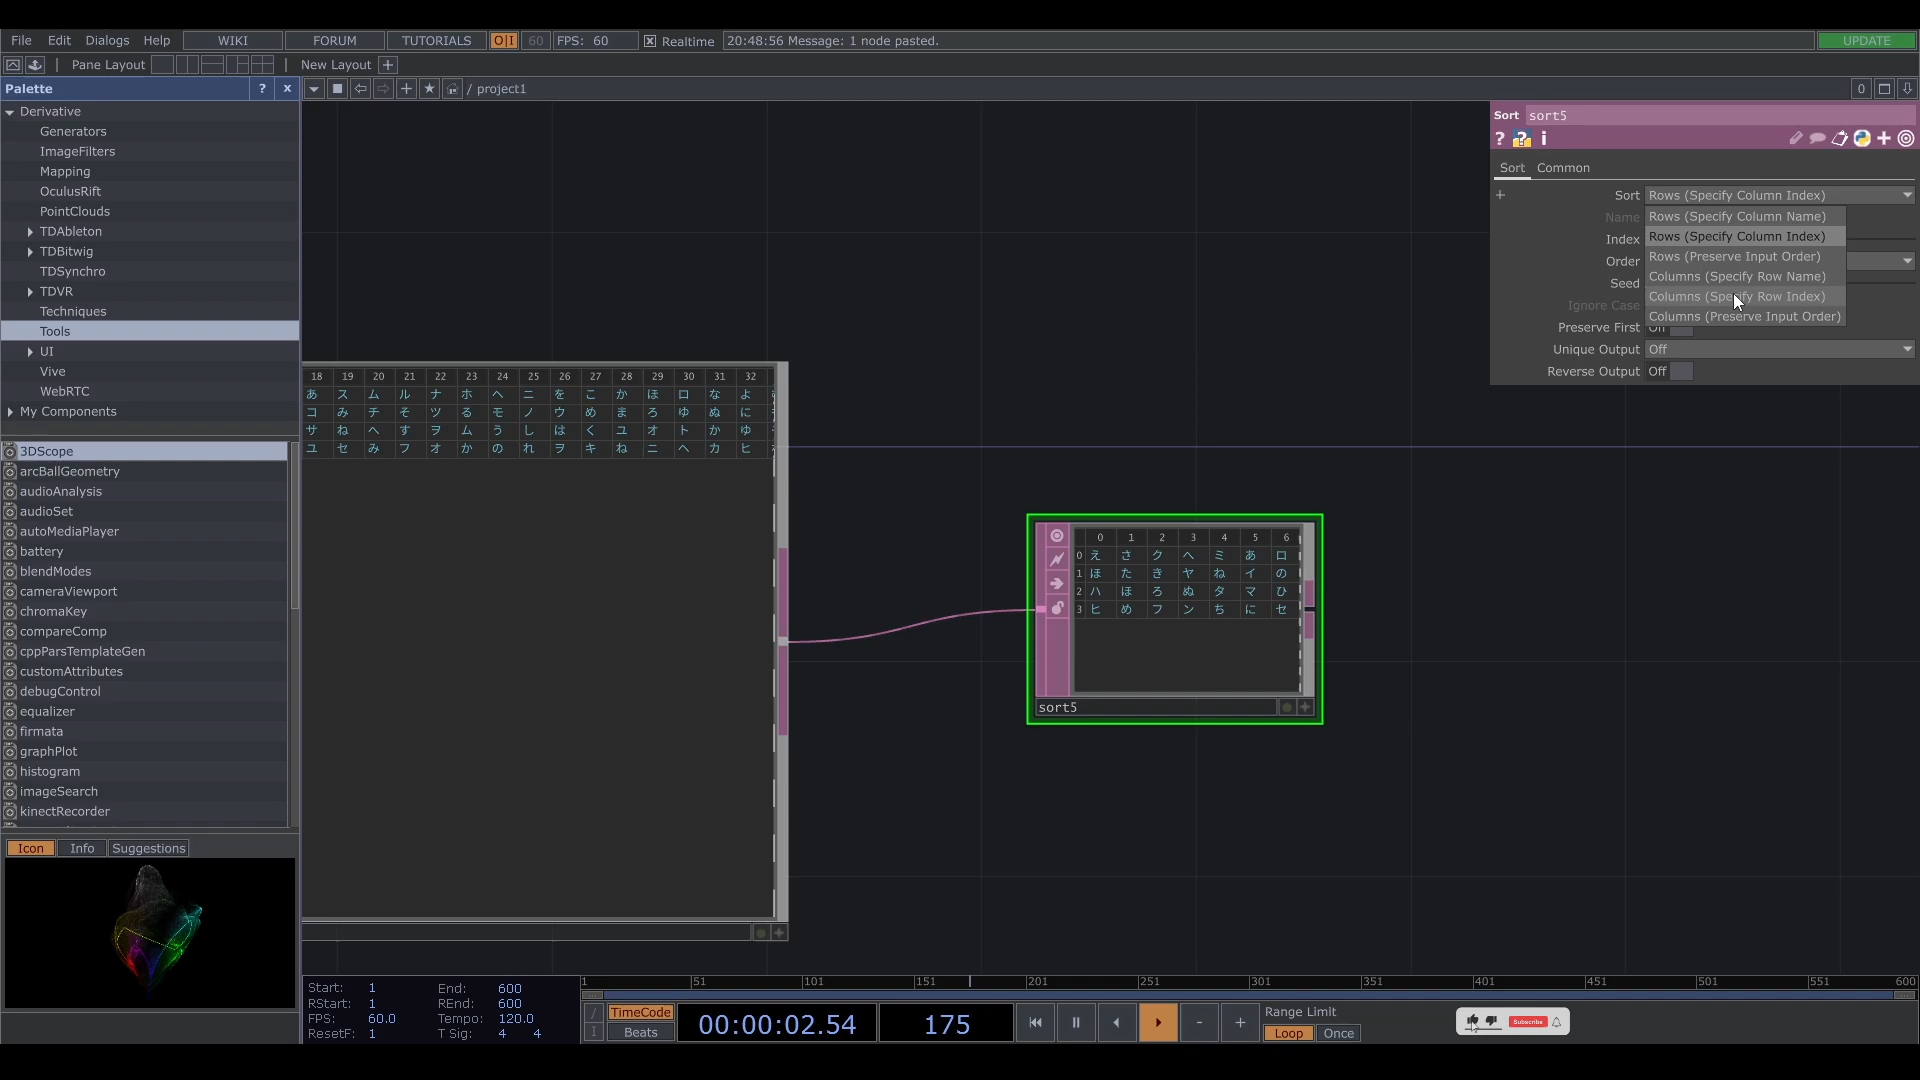 File Edit Dialogs Help WIKI FORUM TUTORIALS O|I 60 FPS: 60 Realtime 20:48:56 Message: 1 node pasted. UPDATE
Pane Layout New Layout
Palette ? x
/ project1 0
Derivative
Generators
ImageFilters
Mapping
OculusRift
PointClouds
TDAbleton
TDBitwig
TDSynchro
TDVR
Techniques
Tools
UI
Vive
WebRTC
My Components
3DScope
arcBallGeometry
audioAnalysis
audioSet
autoMediaPlayer
battery
blendModes
cameraViewport
chromaKey
compareComp
cppParsTemplateGen
customAttributes
debugControl
equalizer
firmata
graphPlot
histogram
imageSearch
kinectRecorder
Icon Info Suggestions
18 19 20 21 22 23 24 25 26 27 28 29 30 31 32
あ ス ム ル ナ ホ ヘ ニ を こ か ほ ロ な よ
コ み チ そ ツ る モ ノ ウ め ま ろ ゆ ぬ に
サ ね へ す ヲ ム う し は く ユ オ ト か ゆ
ユ セ み フ オ か の れ ヲ キ ね ニ ヘ カ ヒ
0 1 2 3 4 5 6
0 え さ ク ヘ ミ あ ロ
1 ほ た き ヤ ね イ の
2 ハ ほ ろ ぬ タ マ ひ
3 ヒ め フ ン ち に セ
sort5
Sort sort5
? ? i
Sort Common
Sort Rows (Specify Column Index)
Name Rows (Specify Column Name)
Index Rows (Specify Column Index)
Order Rows (Preserve Input Order)
Seed Columns (Specify Row Name)
Columns (Specify Row Index)
Ignore Case Columns (Preserve Input Order)
Preserve First Off
Unique Output Off
Reverse Output Off
Start: 1 End: 600
RStart: 1 REnd: 600
FPS: 60.0 Tempo: 120.0
ResetF: 1 T Sig: 4 4
1 51 101 151 201 251 301 351 401 451 501 551 600
/ TimeCode
I Beats
00:00:02.54 175
- +
Range Limit
Loop Once
Subscribe